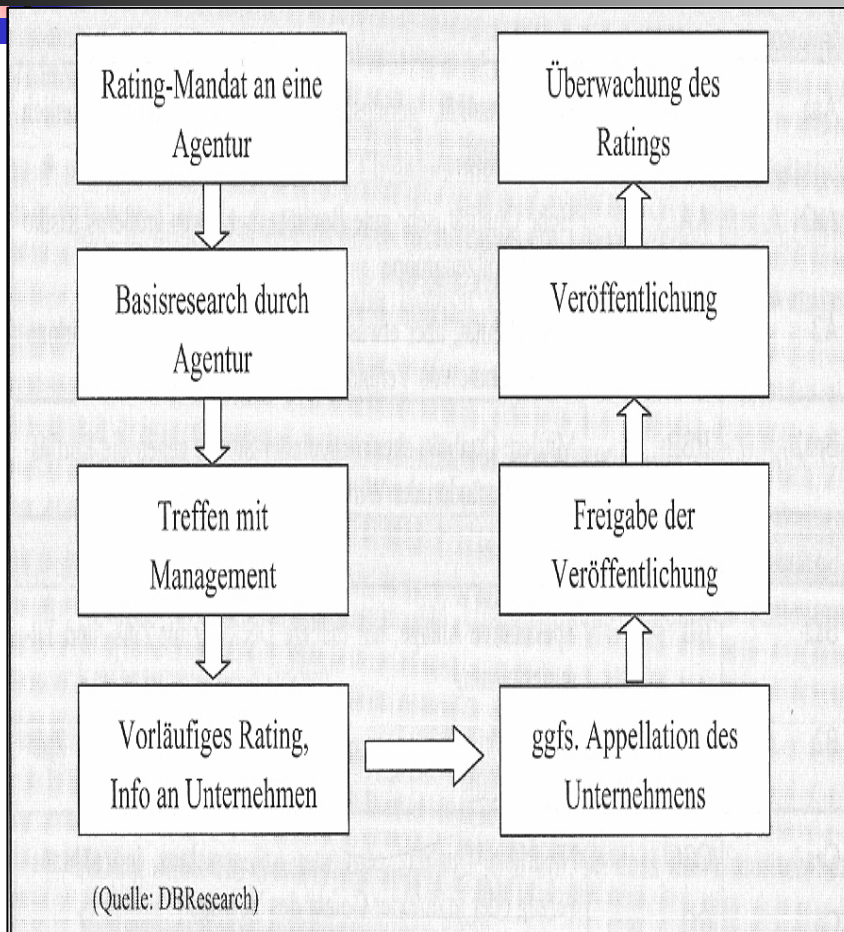 Rating-Mandat an eine
Agentur
Basisresearch durch
Agentur
Treffen mit
Management
Vorläufiges Rating,
Info an Unternehmen
ggfs. Appellation des
Unternehmens
Freigabe der
Veröffentlichung
Veröffentlichung
Überwachung des
Ratings
(Quelle: DBResearch)